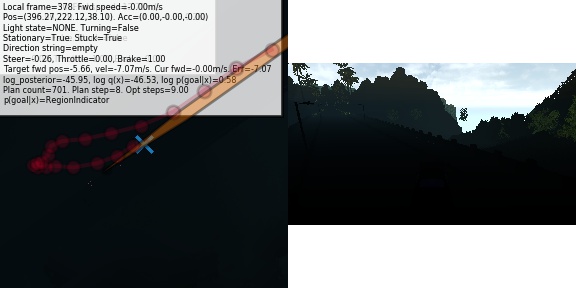 Local frame=378. Fwd speed=-0.00m/s
Pos=(396.27,222.12,38.10). Acc=(0.00,-0.00,-0.00)
Light state=NONE. Turning=False
Stationary=True. Stuck=True
Direction string=empty
Steer=-0.26, Throttle=0.00, Brake=1.00
Target fwd pos=-5.66, vel=-7.07m/s. Cur fwd=-0.00m/s. Err=-7.07
log_posterior=-45.95, log q(x)=-46.53, log p(goal|x)=0.58
Plan count=701. Plan step=8. Opt steps=9.00
p(goal|x)=RegionIndicator